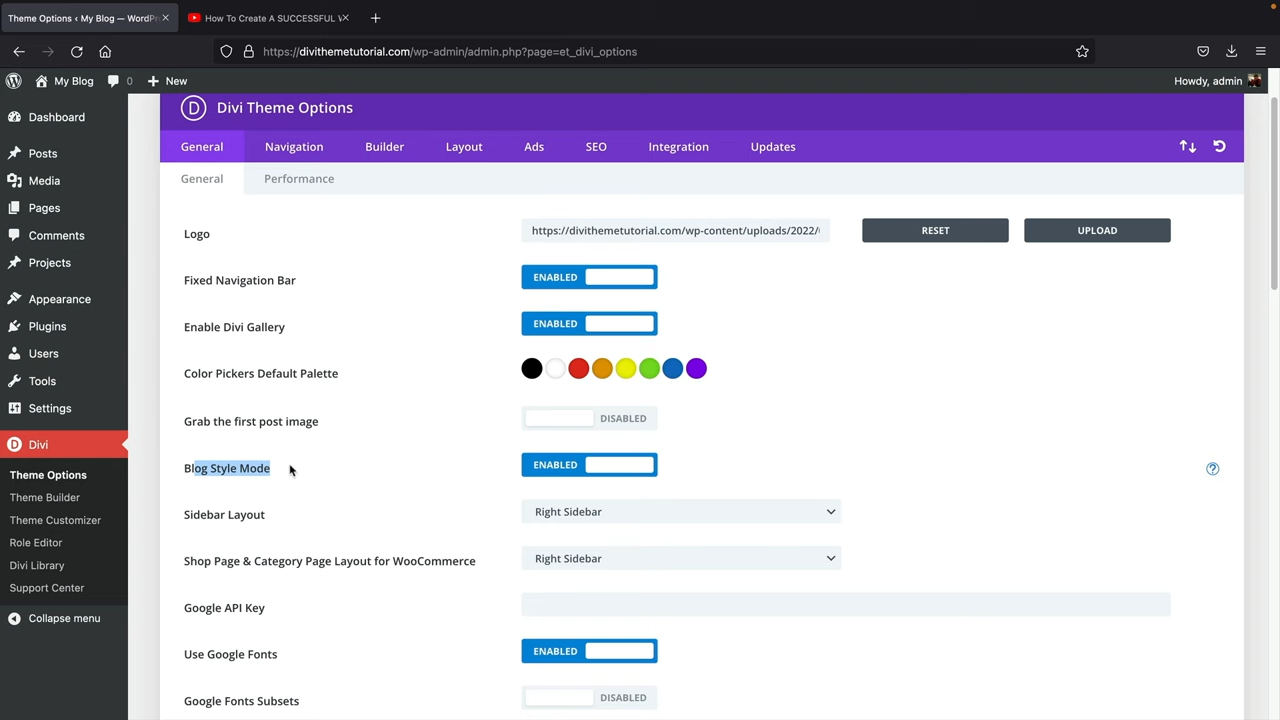 Theme Options ‹ My Blog — WordPr
How To Create A SUCCESSFUL
https://divithemetutorial.com/wp-admin/admin.php?page=et_divi_options
My Blog
0
New
Howdy, admin
Dashboard
Posts
Media
Pages
Comments
Projects
Appearance
Plugins
Users
Tools
Settings
Divi
Theme Options
Theme Builder
Theme Customizer
Role Editor
Divi Library
Support Center
Collapse menu
D Divi Theme Options
General Navigation Builder Layout Ads SEO Integration Updates
General Performance
Logo https://divithemetutorial.com/wp-content/uploads/2022/ RESET UPLOAD
Fixed Navigation Bar ENABLED
Enable Divi Gallery ENABLED
Color Pickers Default Palette
Grab the first post image DISABLED
Blog Style Mode ENABLED
?
Sidebar Layout Right Sidebar
Shop Page & Category Page Layout for WooCommerce Right Sidebar
Google API Key
Use Google Fonts ENABLED
Google Fonts Subsets DISABLED